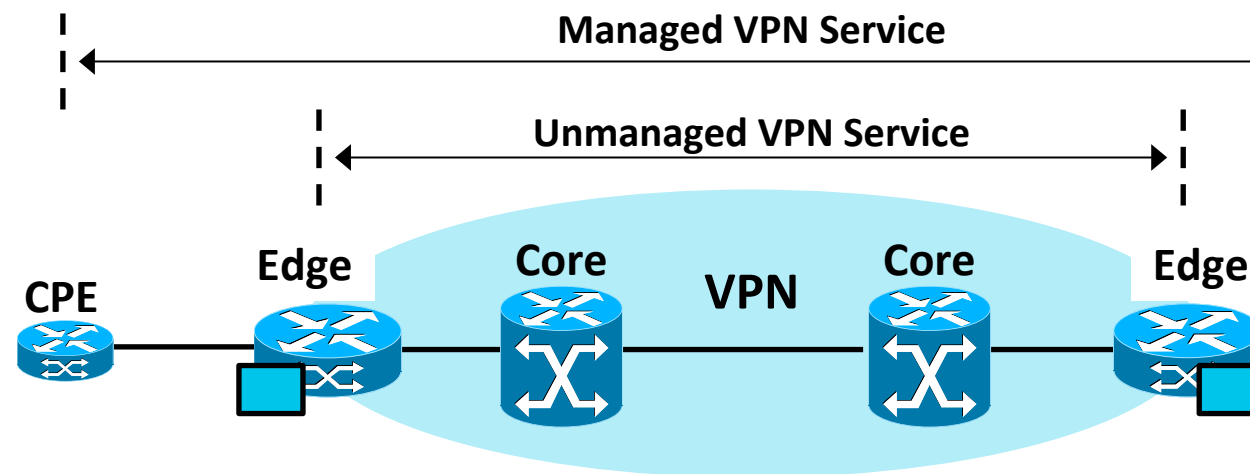 Managed VPN Service
Unmanaged VPN Service
Edge
Core
Core
Edge
VPN
CPE